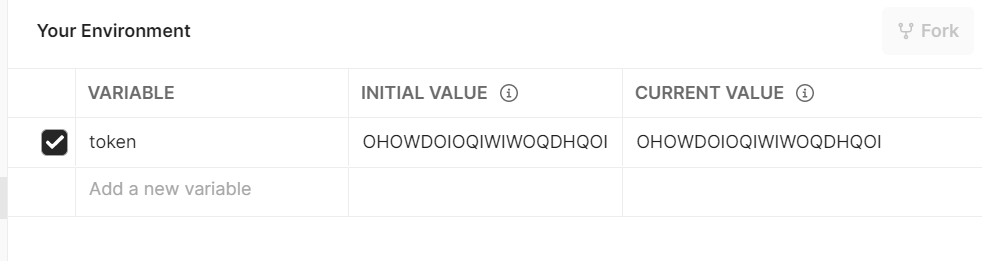 Your Environment Fork
VARIABLE INITIAL VALUE CURRENT VALUE
token OHOWDOIOQIWIWOQDHQOI OHOWDOIOQIWIWOQDHQOI
Add a new variable